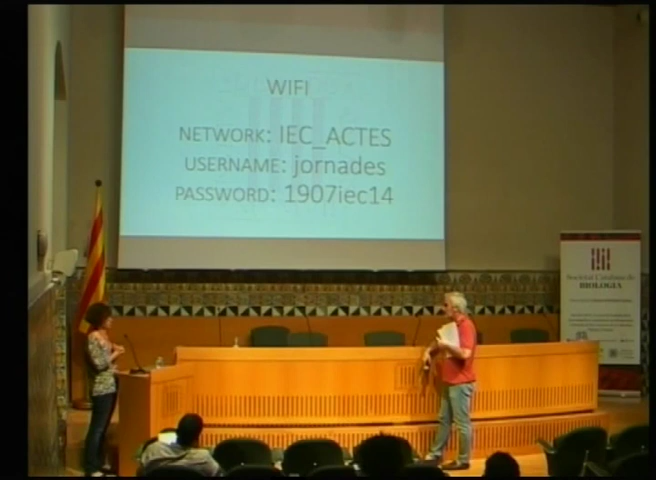 WIFI
NETWORK: IEC_ACTES
USERNAME: jornades
PASSWORD: 1907iec14
Societat Catalana de
BIOLOGIA